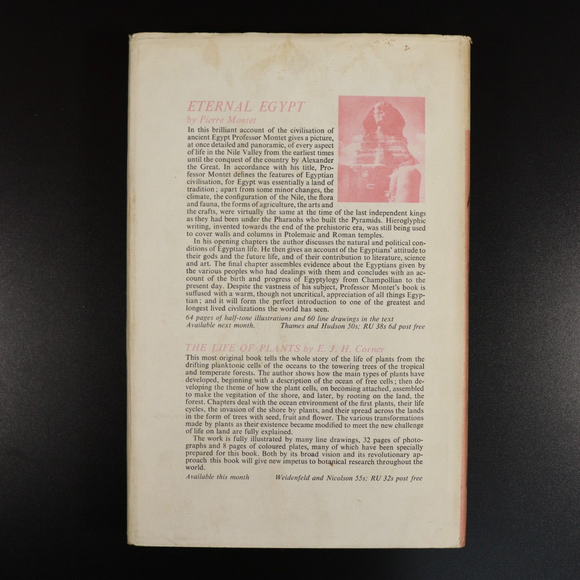 ETERNAL EGYPT
by Pierre Montet
In this brilliant account of the civilisation of
ancient Egypt Professor Montet gives a picture,
at once detailed and panoramic, of every aspect
of life in the Nile Valley from the earliest times
until the conquest of the country by Alexander
the Great. In accordance with his title, Pro-
fessor Montet defines the features of Egyptian
civilisation, for Egypt was essentially a land of
tradition; apart from some minor changes, the
climate, the configuration of the Nile, the flora
and fauna, the forms of agriculture, the arts and
the crafts, were virtually the same at the time of the last independent kings
as they had been under the Pharaohs who built the Pyramids. Hieroglyphic
writing, invented towards the end of the prehistoric era, was still being used
to cover walls and columns in Ptolemaic and Roman temples.
In his opening chapters the author discusses the natural and political con-
ditions of Egyptian life. He then gives an account of the Egyptians' attitude to
their gods and the future life, and of their contribution to literature, science
and art. The final chapter assembles evidence about the Egyptians given by
the various peoples who had dealings with them and concludes with an ac-
count of the birth and progress of Egyptology from Champollion to the
present day. Despite the vastness of his subject, Professor Montet's book is
suffused with a warm, though not uncritical, appreciation of all things Egyp-
tian; and it will form the perfect introduction to one of the greatest and
longest lived civilizations the world has seen.
64 pages of half-tone illustrations and 60 line drawings in the text
Available next month. Thames and Hudson 50s; RU 38s 6d post free
THE LIFE OF PLANTS by E. J. H. Corner
This most original book tells the whole story of the life of plants from the
drifting planktonic cells of the oceans to the towering trees of the tropical
and temperate forests. The author shows how the main types of plants have
developed, beginning with a description of the ocean of free cells; then de-
veloping the theme of how the plant cells, on becoming attached, assembled
to make the vegitation of the shore, and later, by rooting on the land, the
forest. Chapters deal with the ocean environment of the first plants, their life
cycles, the invasion of the shore by plants, and their spread across the lands
in the form of trees with seed, fruit and flower. The various transformations
made by plants as their existence became modified to meet the new challenge
of life on land are fully explained.
The work is fully illustrated by many line drawings, 32 pages of photo-
graphs and 8 pages of coloured plates, many of which have been specially
prepared for this book. Both by its broad vision and its revolutionary ap-
proach this book will give new impetus to botanical research throughout the
world.
Available this month Weidenfeld and Nicolson 55s; RU 32s post free